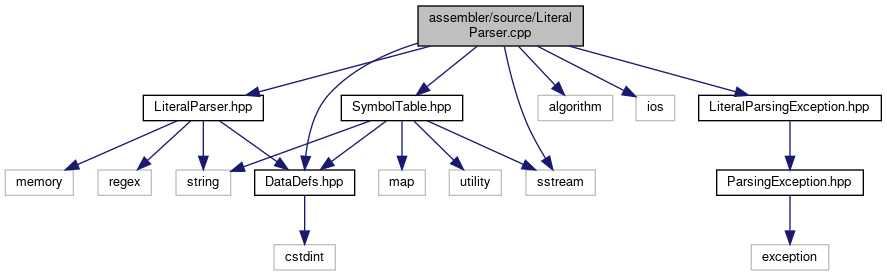 assembler/source/Literal
Parser.cpp
LiteralParser.hpp
SymbolTable.hpp
algorithm
ios
LiteralParsingException.hpp
memory
regex
string
DataDefs.hpp
map
utility
sstream
ParsingException.hpp
cstdint
exception